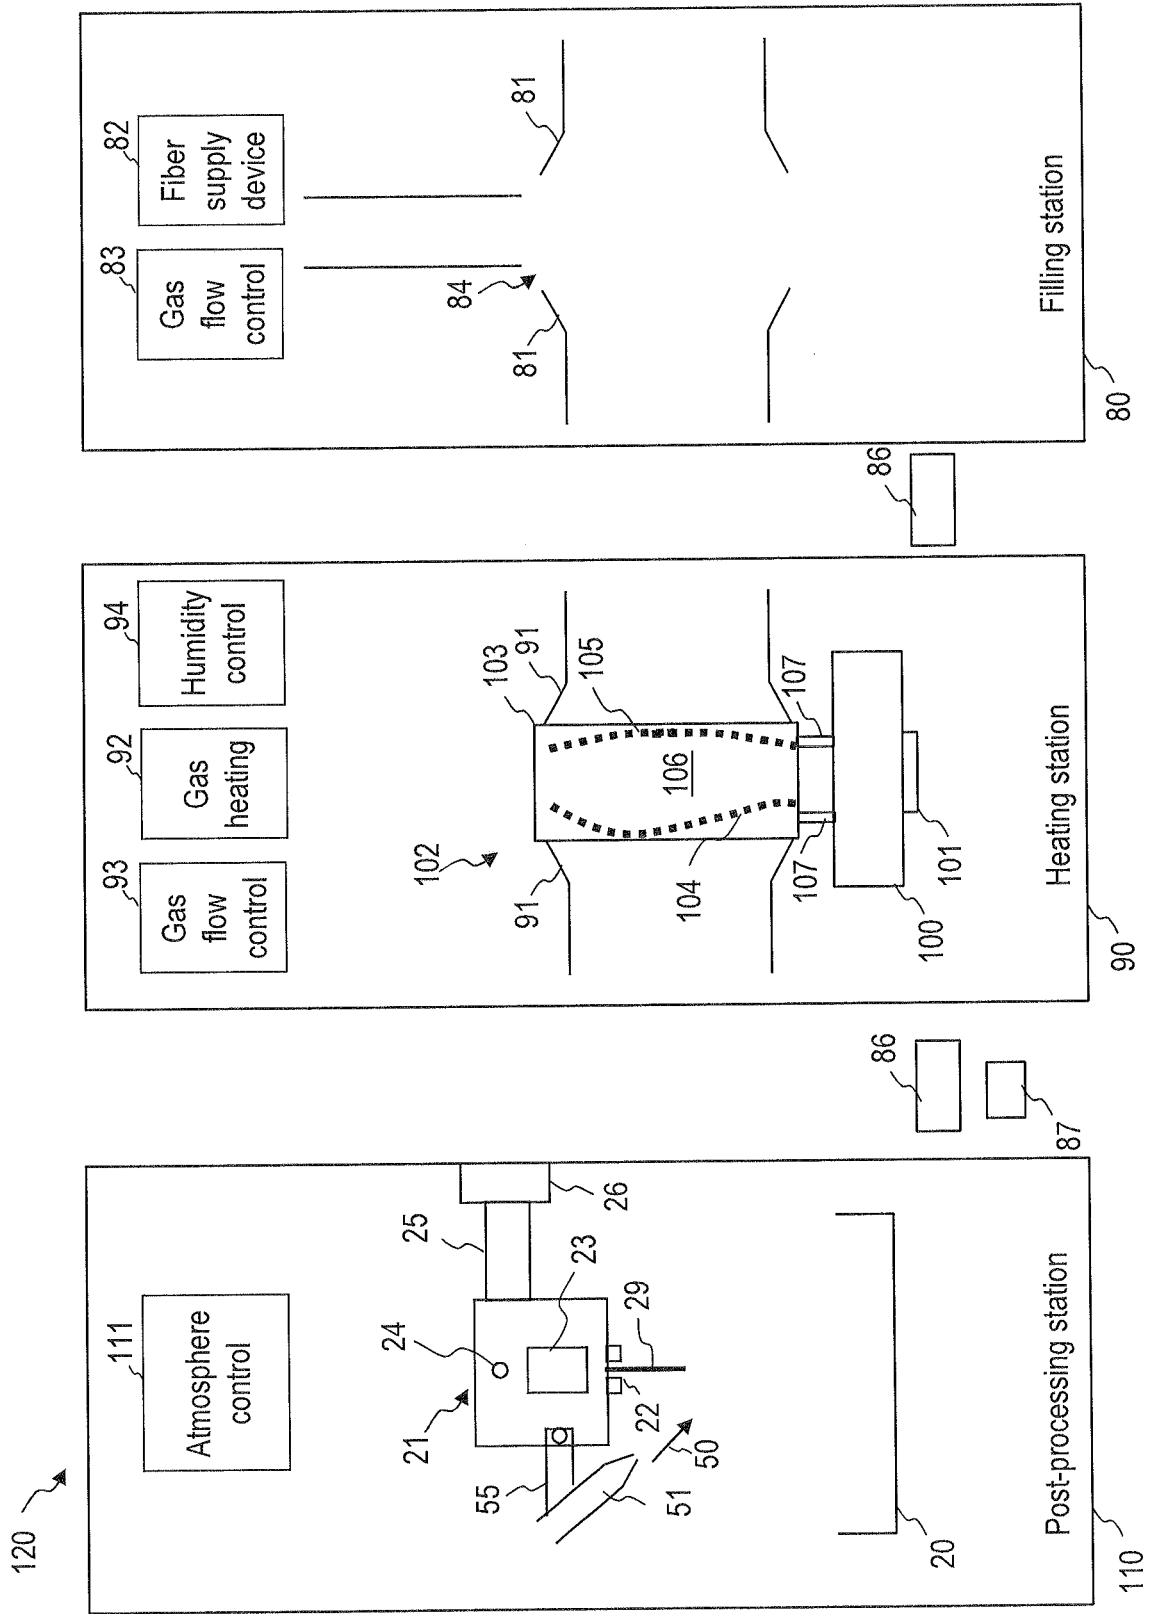 120
111
Atmosphere
control
21
24
25
26
23
22
29
55
51
50
20
Post-processing station
110
86
87
93
Gas
flow
control
92
Gas
heating
94
Humidity
control
102
103
91
91
105
106
104
107
107
100
101
Heating station
90
86
83
Gas
flow
control
82
Fiber
supply
device
84
81
81
Filling station
80